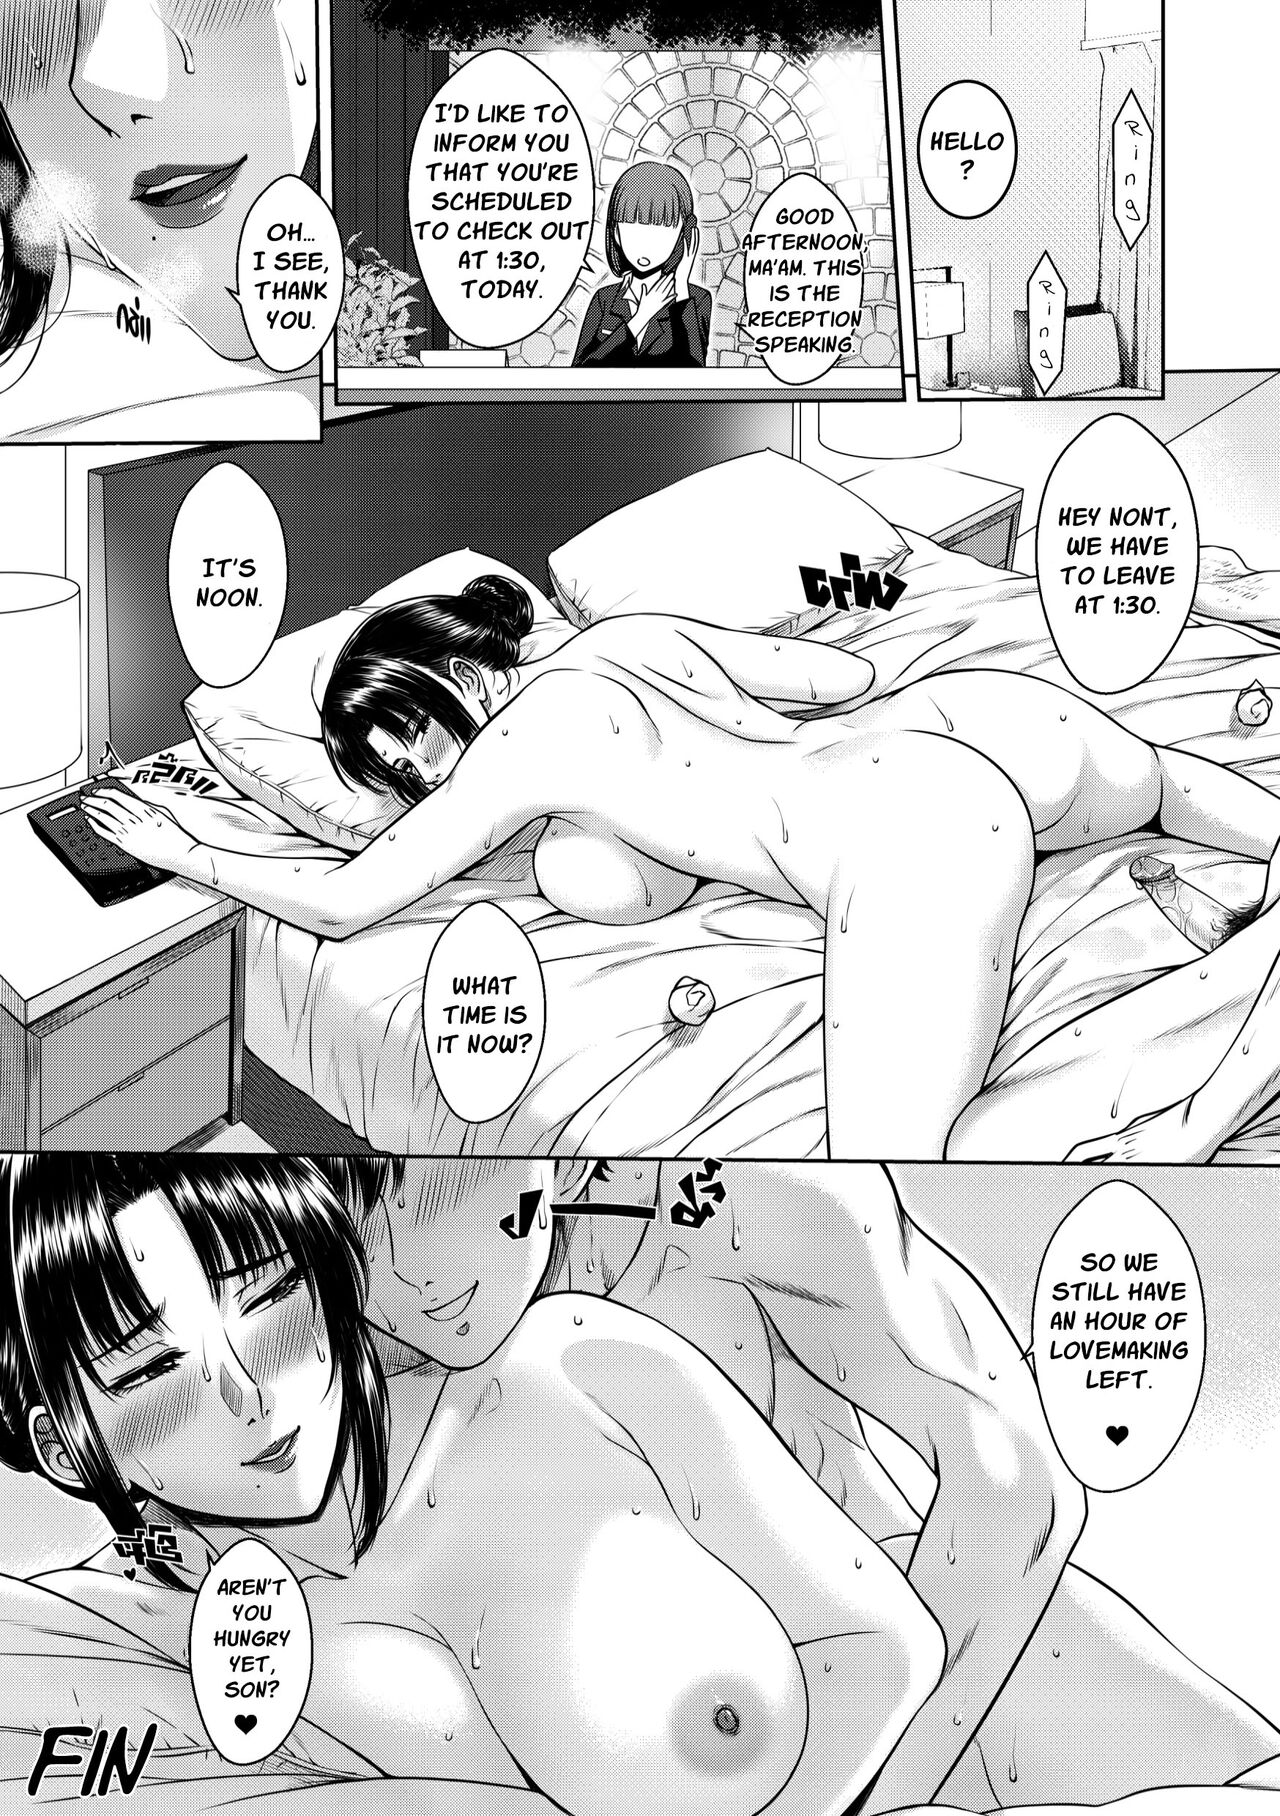 Ring
Ring
HELLO
?
GOOD
AFTERNOON,
MA'AM. THIS
IS THE
RECEPTION
SPEAKING.
I'D LIKE TO
INFORM YOU
THAT YOU'RE
SCHEDULED
TO CHECK OUT
AT 1:30,
TODAY.
OH...
I SEE,
THANK
YOU.
HEY NONT,
WE HAVE
TO LEAVE
AT 1:30.
WHAT
TIME IS
IT NOW?
IT'S
NOON.
SO WE
STILL HAVE
AN HOUR OF
LOVEMAKING
LEFT.
♥
AREN'T
YOU
HUNGRY
YET,
SON?
♥
FIN